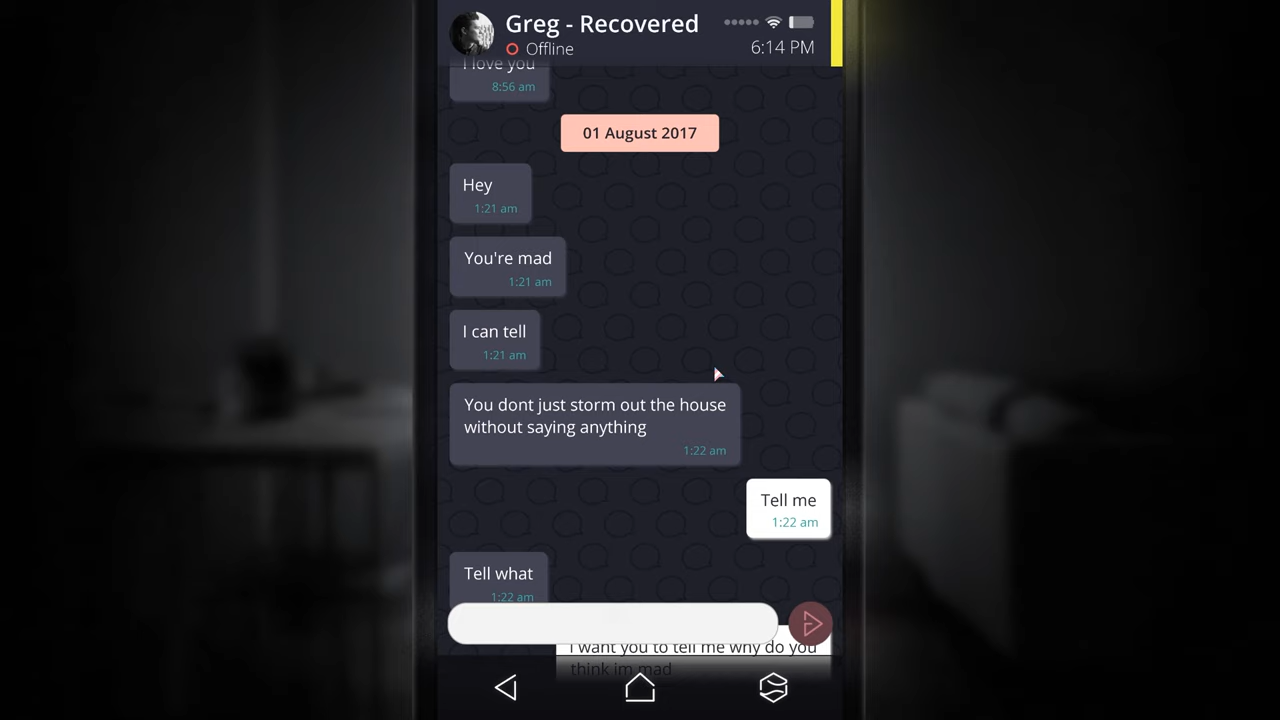 Greg - Recovered
Offline
6:14 PM
I love you
8:56 am
01 August 2017
Hey
1:21 am
You're mad
1:21 am
I can tell
1:21 am
You dont just storm out the house
without saying anything
1:22 am
Tell me
1:22 am
Tell what
1:22 am
I want you to tell me why do you
think im mad